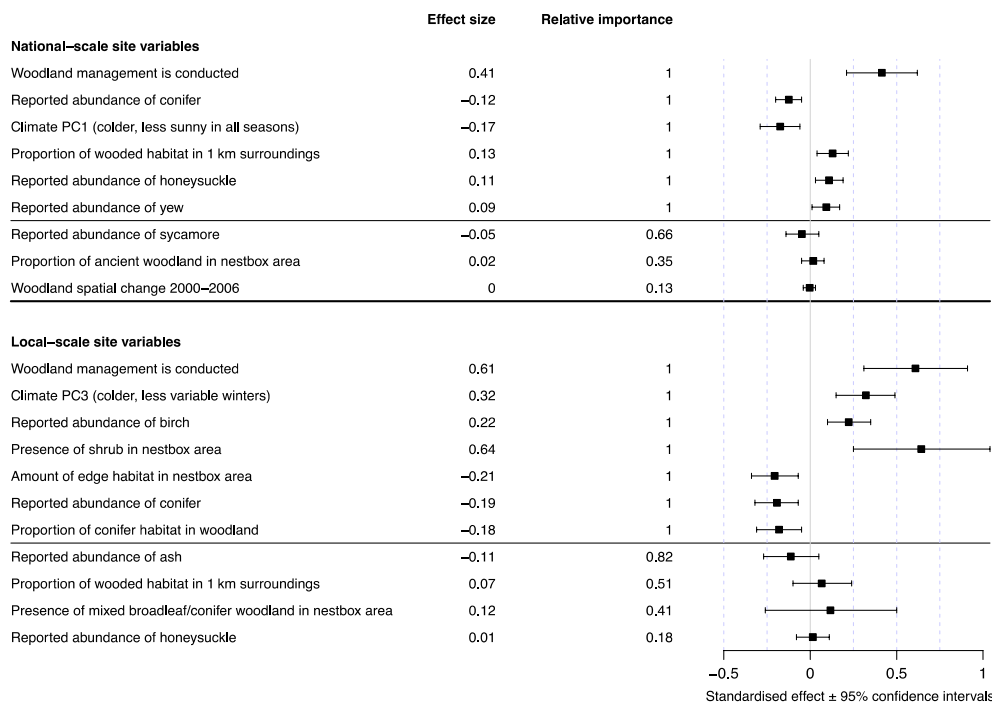 Effect size Relative importance
National–scale site variables
Woodland management is conducted 0.41 1
Reported abundance of conifer −0.12 1
Climate PC1 (colder, less sunny in all seasons) −0.17 1
Proportion of wooded habitat in 1 km surroundings 0.13 1
Reported abundance of honeysuckle 0.11 1
Reported abundance of yew 0.09 1
Reported abundance of sycamore −0.05 0.66
Proportion of ancient woodland in nestbox area 0.02 0.35
Woodland spatial change 2000–2006 0 0.13
Local–scale site variables
Woodland management is conducted 0.61 1
Climate PC3 (colder, less variable winters) 0.32 1
Reported abundance of birch 0.22 1
Presence of shrub in nestbox area 0.64 1
Amount of edge habitat in nestbox area −0.21 1
Reported abundance of conifer −0.19 1
Proportion of conifer habitat in woodland −0.18 1
Reported abundance of ash −0.11 0.82
Proportion of wooded habitat in 1 km surroundings 0.07 0.51
Presence of mixed broadleaf/conifer woodland in nestbox area 0.12 0.41
Reported abundance of honeysuckle 0.01 0.18
−0.5 0 0.5 1
Standardised effect ± 95% confidence intervals